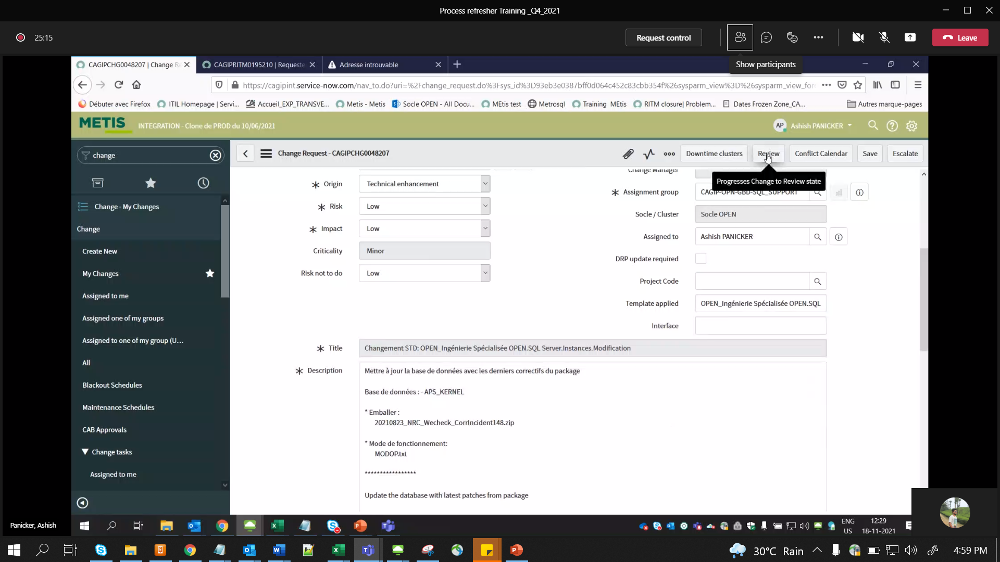 Process refresher Training _Q4_2021
25:15
Request control
Leave
Show participants
CAGIPCHG0048207 | Change Re
CAGIPRITM0195210 | Requeste
Adresse introuvable
https://cagipint.service-now.com/nav_to.do?uri=%2Fchange_request.do%3Fsys_id%3D93eb3e0387bff0d064c452c83cbb354f%26sysparm_view%3D%26sysparm_view_for
Débuter avec Firefox
ITIL Homepage | Servi...
Accueil_EXP_TRANSVE...
Metis - Metis
Socle OPEN - All Docu...
MEtis test
Metrosql
Training MEtis
RITM closure| Problem...
Dates Frozen Zone_CA...
Autres marque-pages
METIS
INTEGRATION - Clone de PROD du 10/06/2021
AP
Ashish PANICKER
change
Change Request - CAGIPCHG0048207
Downtime clusters
Review
Conflict Calendar
Save
Escalate
Progresses Change to Review state
Change - My Changes
Change
Create New
My Changes
Assigned to me
Assigned one of my groups
Assigned to one of my group (U...
All
Blackout Schedules
Maintenance Schedules
CAB Approvals
Change tasks
Assigned to me
Origin
Technical enhancement
Risk
Low
Impact
Low
Criticality
Minor
Risk not to do
Low
Change Manager
Assignment group
CAGIP-OPN-GBD-SQL_SUPPORT
Socle / Cluster
Socle OPEN
Assigned to
Ashish PANICKER
DRP update required
Project Code
Template applied
OPEN_Ingénierie Spécialisée OPEN.SQL
Interface
Title
Changement STD: OPEN_Ingénierie Spécialisée OPEN.SQL Server.Instances.Modification
Description
Mettre à jour la base de données avec les derniers correctifs du package
Base de données : - APS_KERNEL
* Emballer :
20210823_NRC_Wecheck_CorrIncident148.zip
* Mode de fonctionnement:
MODOP.txt
*****************
Update the database with latest patches from package
Panicker, Ashish
ENG
US
12:29
18-11-2021
30°C Rain
4:59 PM